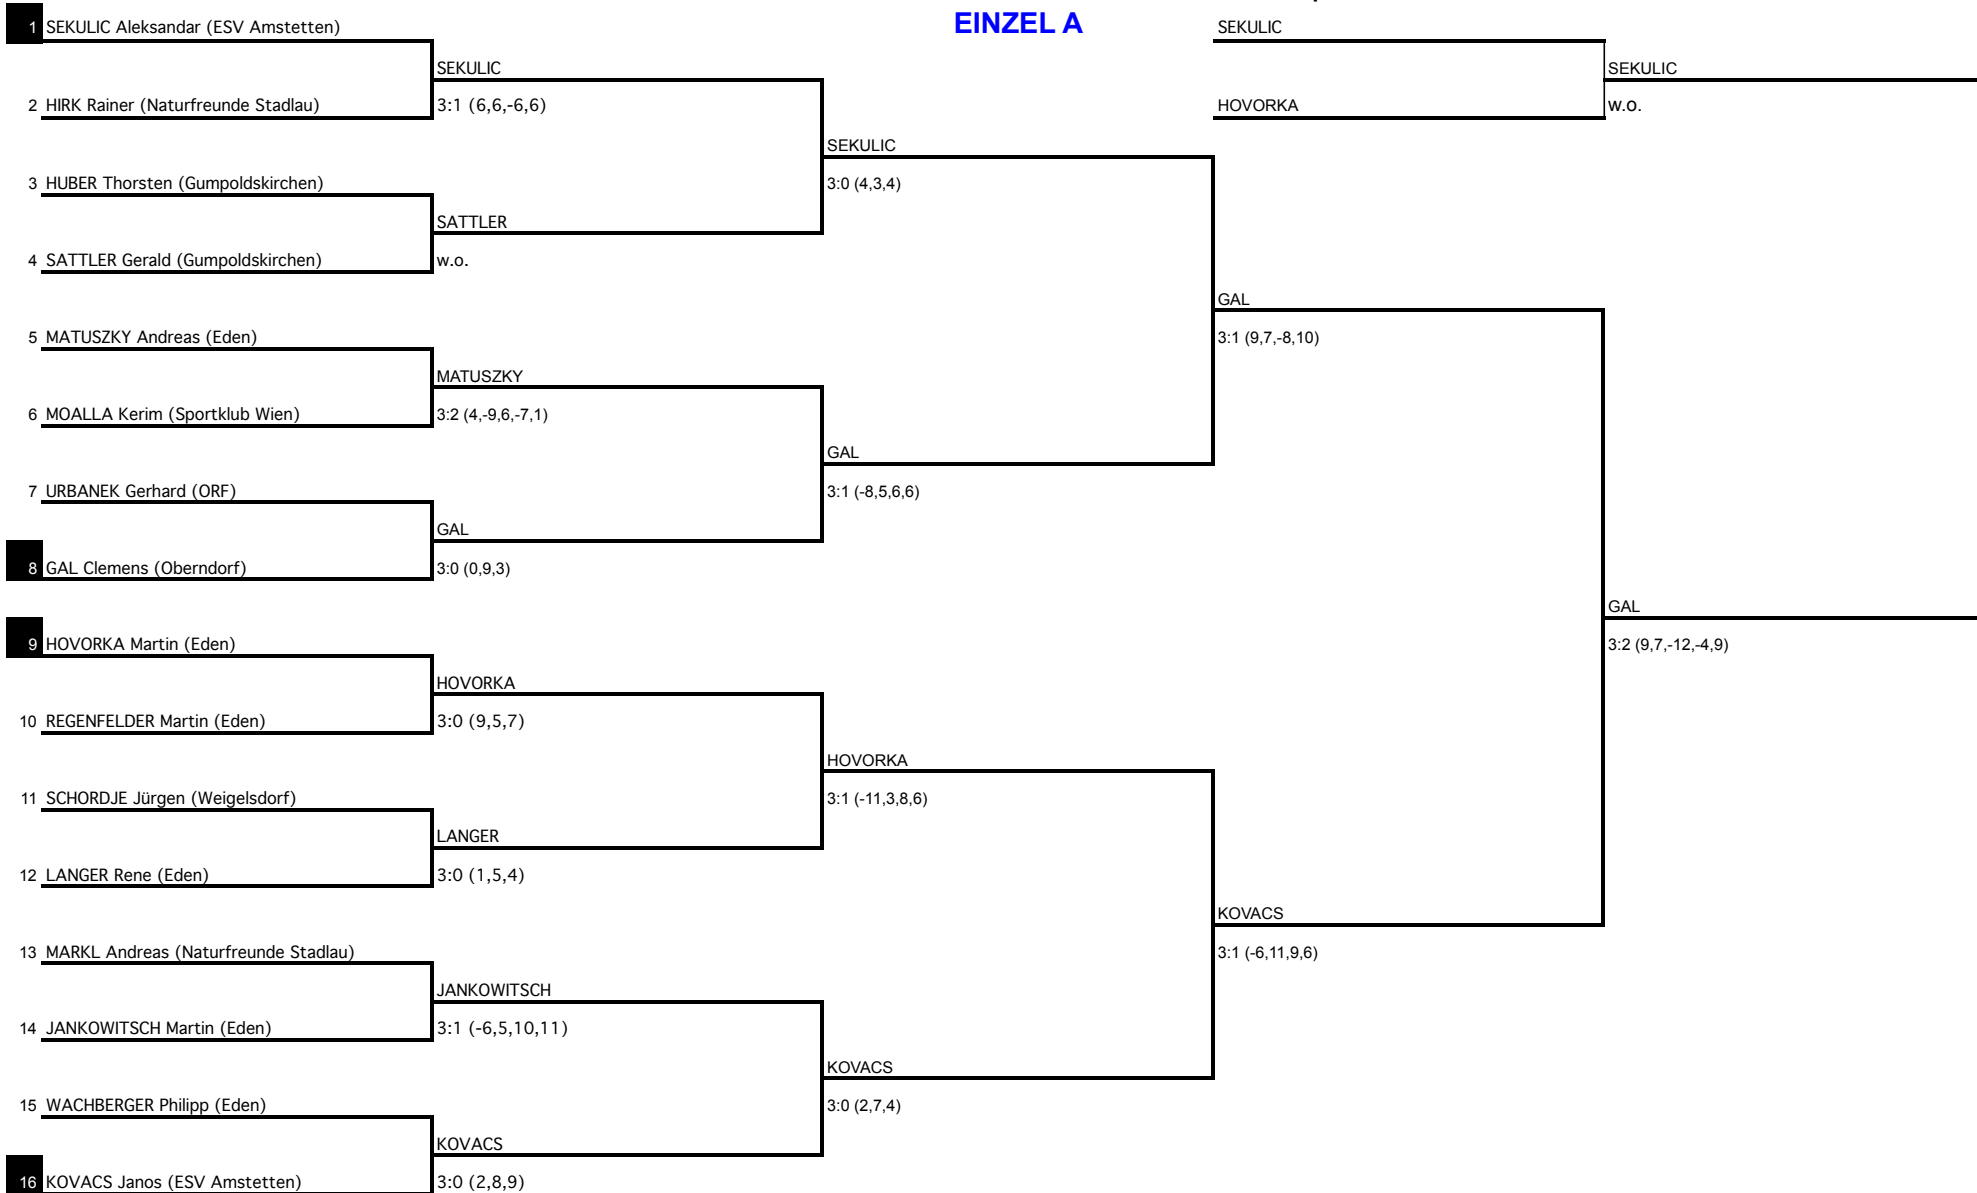 EINZEL A
1 SEKULIC Aleksandar (ESV Amstetten)
SEKULIC
2 HIRK Rainer (Naturfreunde Stadlau)
3:1 (6,6,-6,6)
SEKULIC
3:0 (4,3,4)
3 HUBER Thorsten (Gumpoldskirchen)
SATTLER
4 SATTLER Gerald (Gumpoldskirchen)
w.o.
GAL
3:1 (9,7,-8,10)
5 MATUSZKY Andreas (Eden)
MATUSZKY
6 MOALLA Kerim (Sportklub Wien)
3:2 (4,-9,6,-7,1)
GAL
3:1 (-8,5,6,6)
7 URBANEK Gerhard (ORF)
GAL
8 GAL Clemens (Oberndorf)
3:0 (0,9,3)
GAL
3:2 (9,7,-12,-4,9)
9 HOVORKA Martin (Eden)
HOVORKA
10 REGENFELDER Martin (Eden)
3:0 (9,5,7)
HOVORKA
3:1 (-11,3,8,6)
11 SCHORDJE Jürgen (Weigelsdorf)
LANGER
12 LANGER Rene (Eden)
3:0 (1,5,4)
KOVACS
3:1 (-6,11,9,6)
13 MARKL Andreas (Naturfreunde Stadlau)
JANKOWITSCH
14 JANKOWITSCH Martin (Eden)
3:1 (-6,5,10,11)
KOVACS
3:0 (2,7,4)
15 WACHBERGER Philipp (Eden)
KOVACS
16 KOVACS Janos (ESV Amstetten)
3:0 (2,8,9)
SEKULIC
SEKULIC
HOVORKA
w.o.